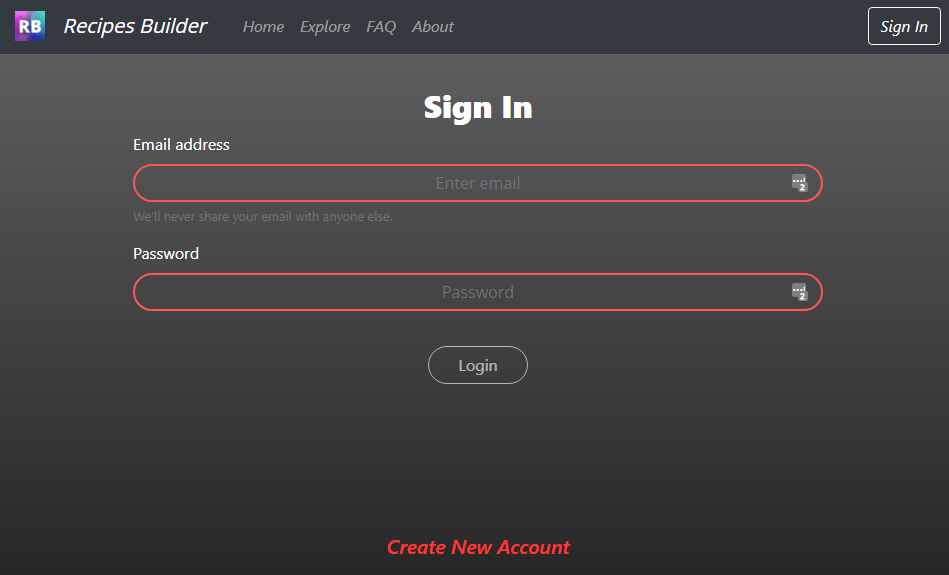 RB Recipes Builder Home Explore FAQ About Sign In
Sign In
Email address
Enter email
We'll never share your email with anyone else.
Password
Password
Login
Create New Account